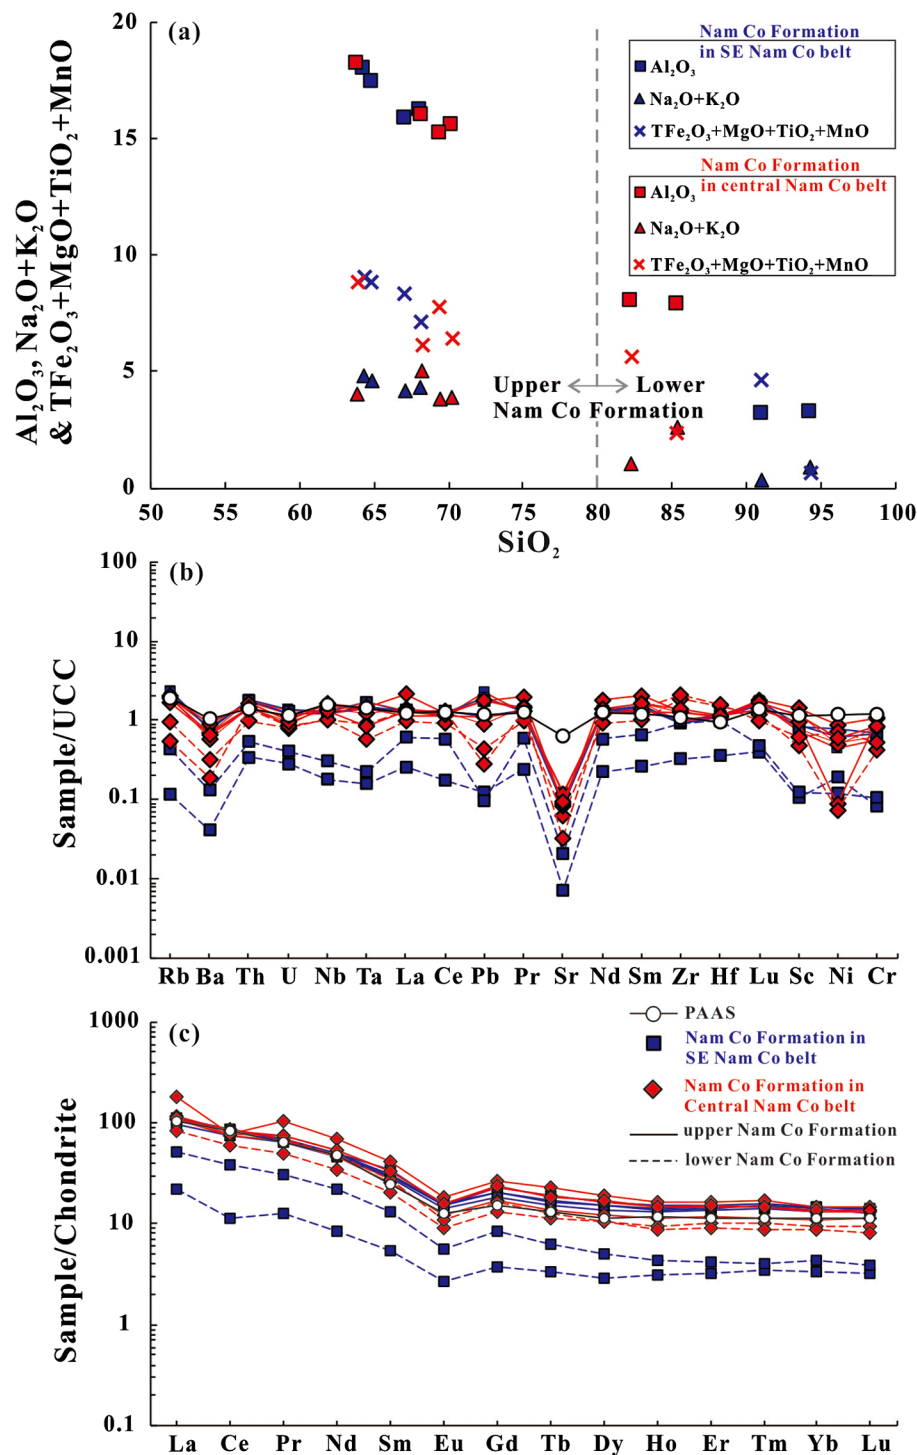 (a)
Al₂O₃, Na₂O+K₂O
& TFe₂O₃+MgO+TiO₂+MnO
20
15
10
5
0
Nam Co Formation
in SE Nam Co belt
Al₂O₃
Na₂O+K₂O
TFe₂O₃+MgO+TiO₂+MnO
Nam Co Formation
in central Nam Co belt
Al₂O₃
Na₂O+K₂O
TFe₂O₃+MgO+TiO₂+MnO
Upper Lower
Nam Co Formation
50 55 60 65 70 75 80 85 90 95 100
SiO₂
(b)
Sample/UCC
100
10
1
0.1
0.01
0.001
Rb Ba Th U Nb Ta La Ce Pb Pr Sr Nd Sm Zr Hf Lu Sc Ni Cr
(c)
Sample/Chondrite
1000
100
10
1
0.1
PAAS
Nam Co Formation in
SE Nam Co belt
Nam Co Formation in
Central Nam Co belt
upper Nam Co Formation
lower Nam Co Formation
La Ce Pr Nd Sm Eu Gd Tb Dy Ho Er Tm Yb Lu